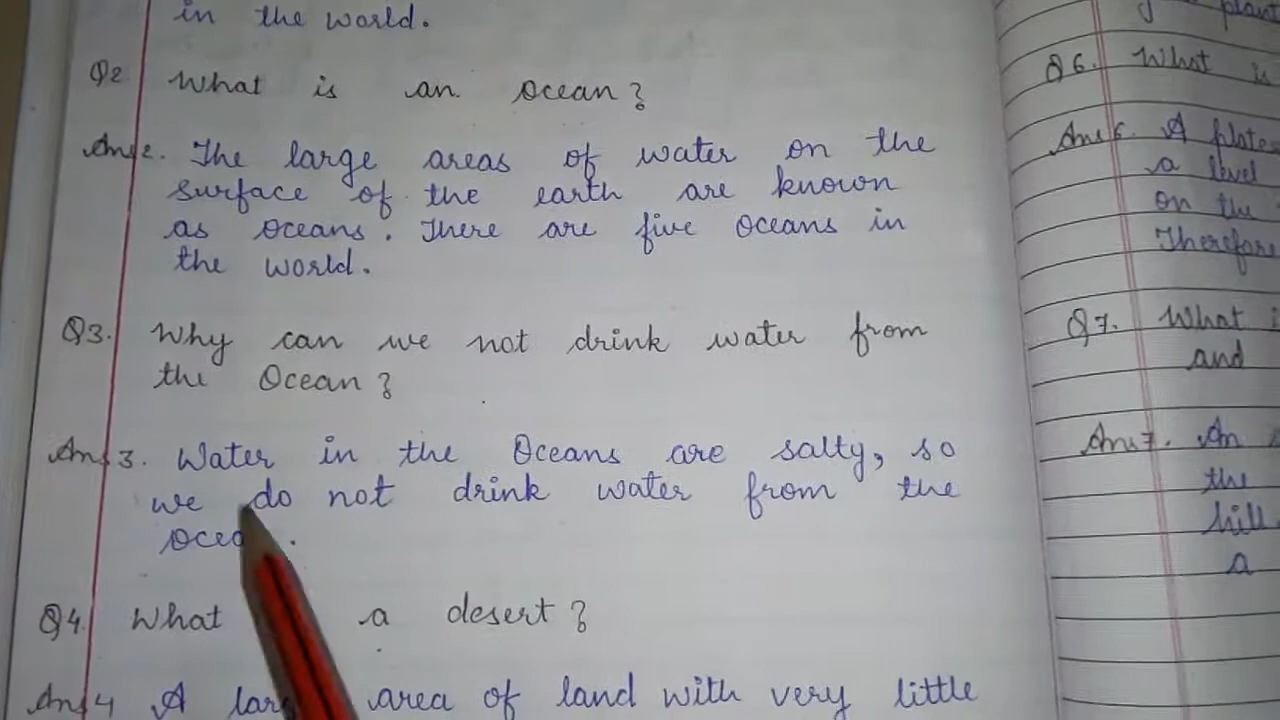 in the world.
Q2 What is an ocean?
Ans2. The large areas of water on the
surface of the earth are known
as oceans. There are five oceans in
the world.
Q3. Why can we not drink water from
the Ocean?
Ans3. Water in the Oceans are salty, so
we do not drink water from the
Q4. What a desert?
Ans4 A area of land with very little
Q6. What is
Ans6. A
a level
on the
Therefore
Q7. What
and
Ans7. An
the
hill
a